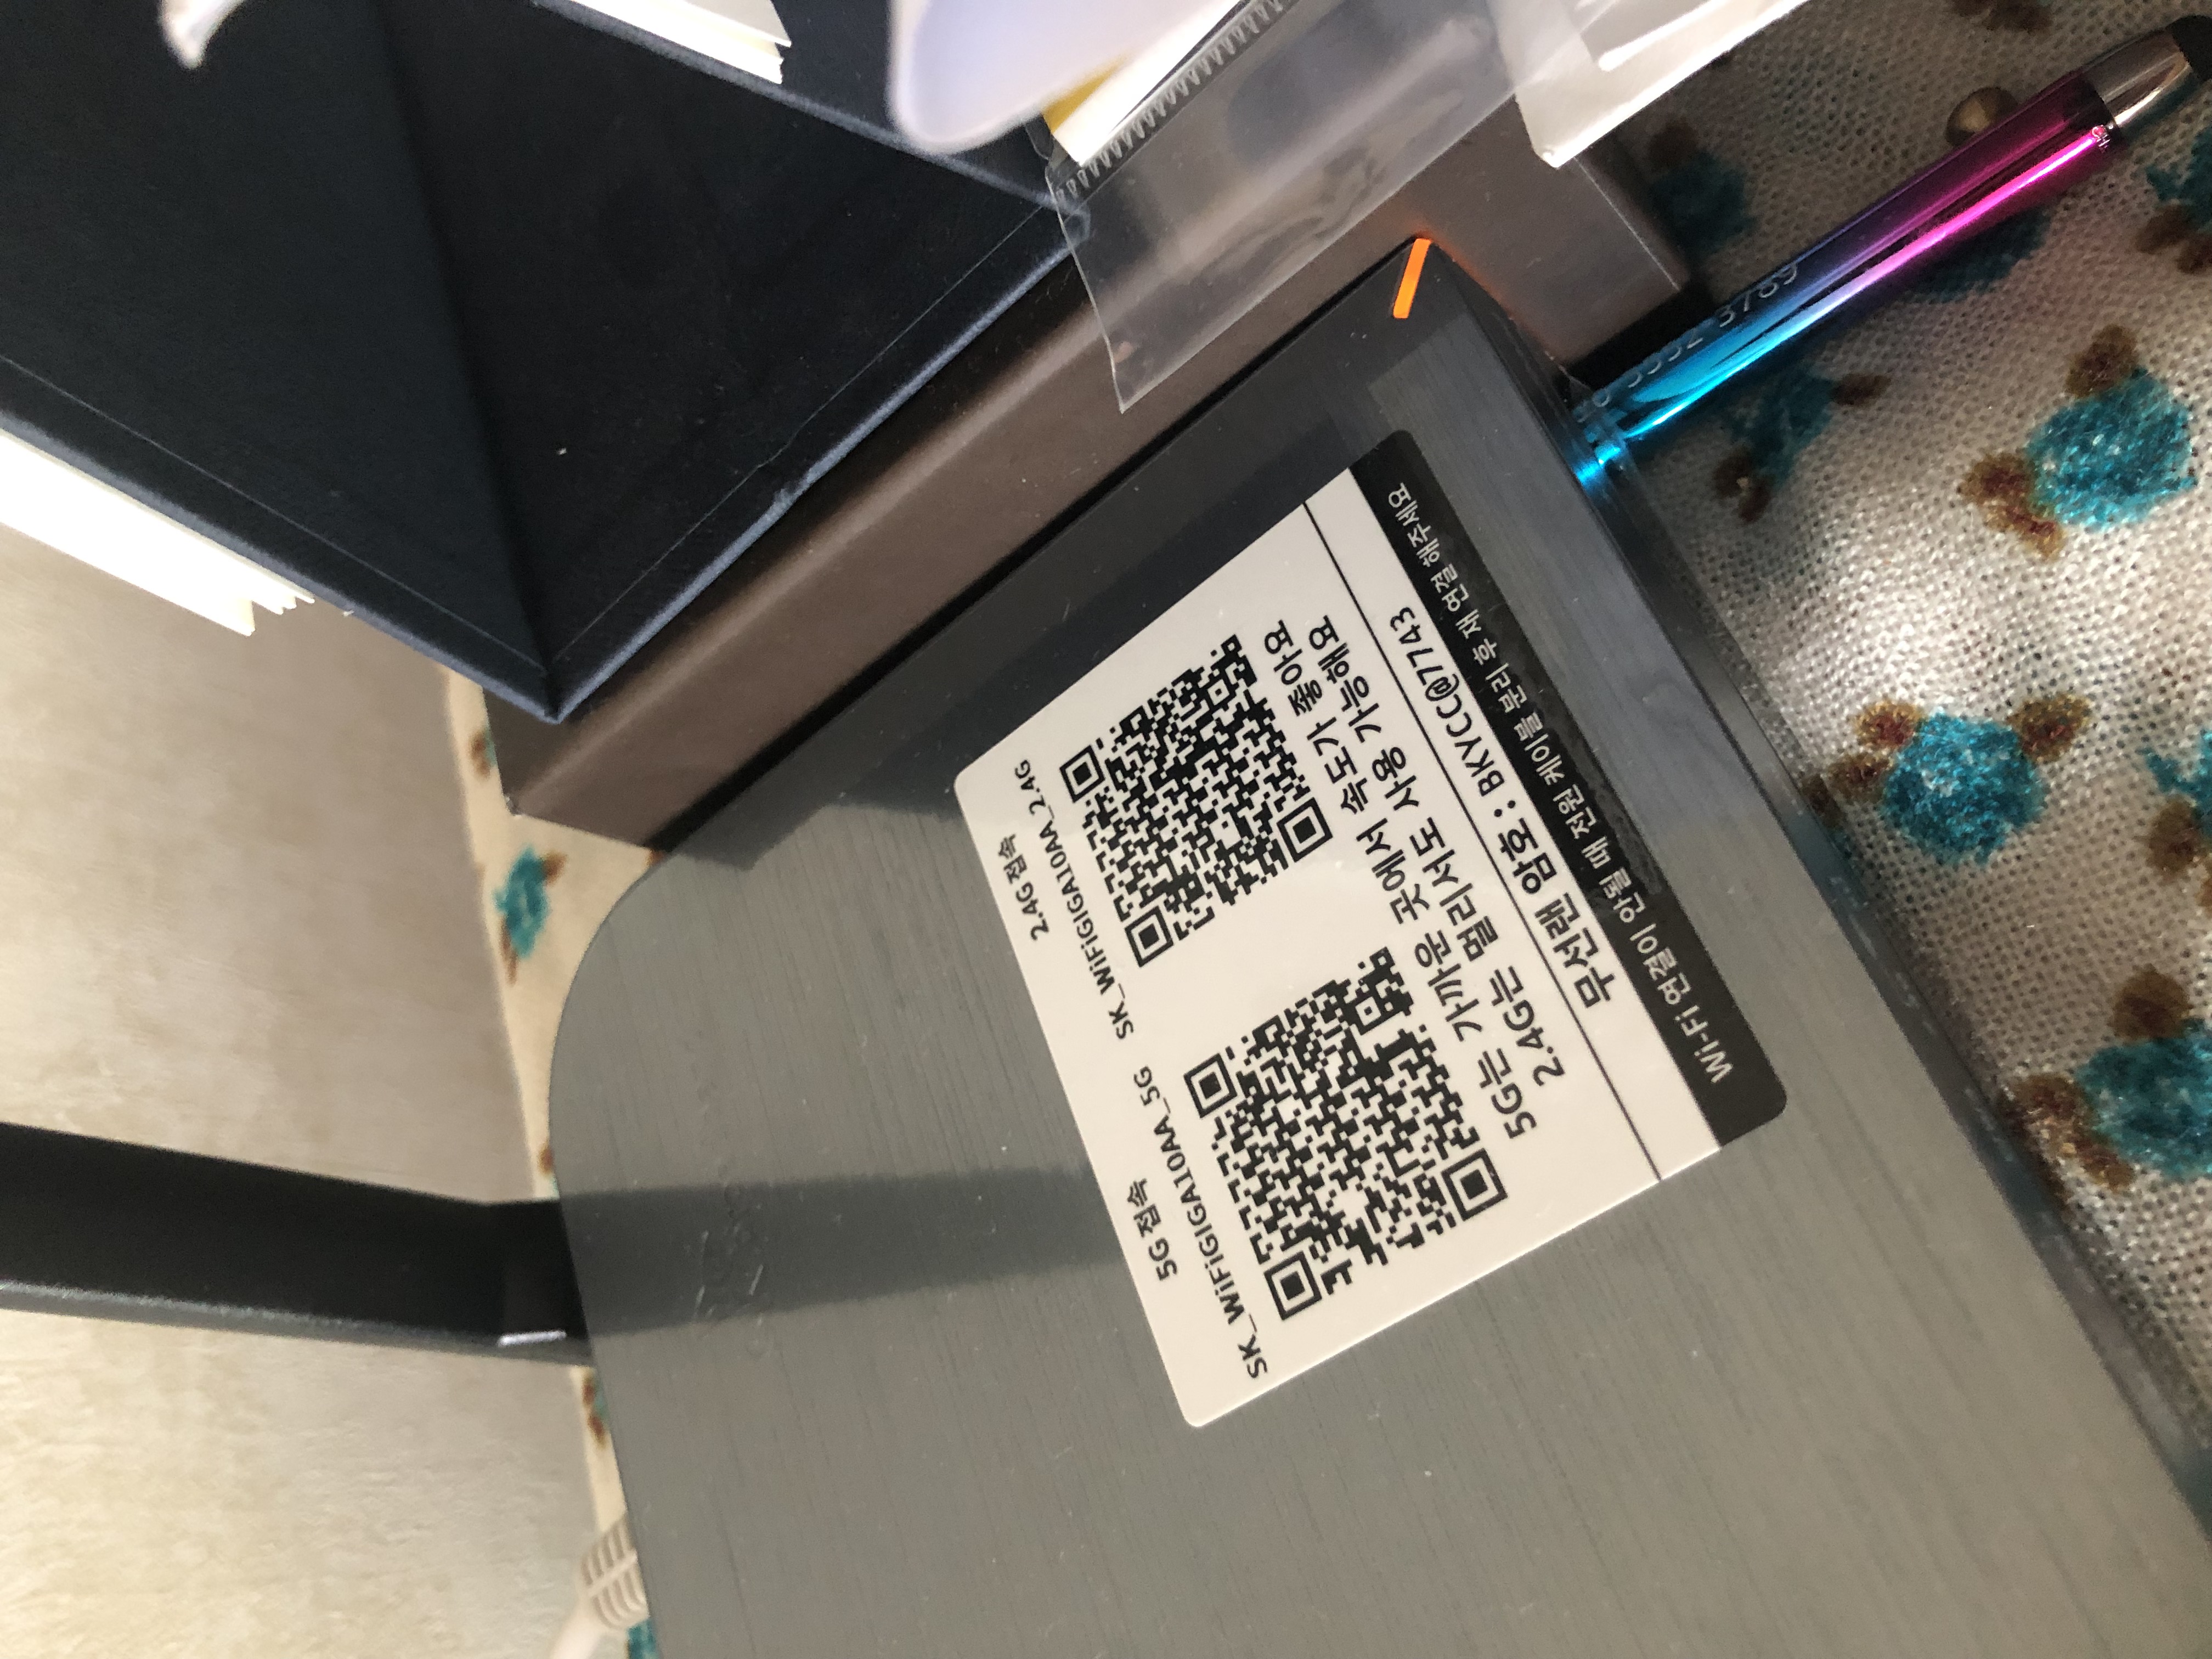 5G 접속
SK_WiFiGIGA10AA_5G
2.4G 접속
SK_WiFiGIGA10AA_2.4G
5G는 가까운 곳에서 속도가 좋아요
2.4G는 멀리서도 사용 가능해요
무선랜 암호 : BKYCC@7743
Wi-Fi 연결이 안될 때 전원 케이블 분리 후 재 연결 해주세요
3789